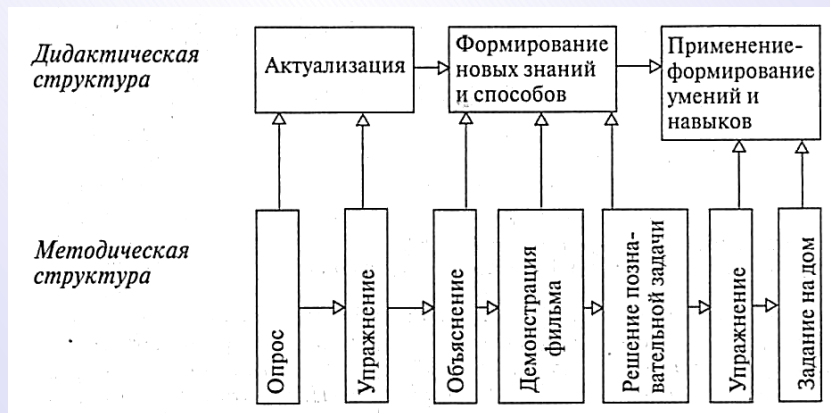 Дидактическая
структура
Актуализация
Формирование
новых знаний
и способов
Применение-
формирование
умений и
навыков
Методическая
структура
Опрос
Упражнение
Объяснение
Демонстрация
фильма
Решение позна-
вательной задачи
Упражнение
Задание на дом